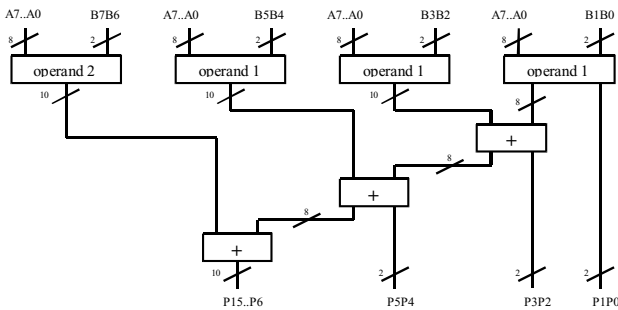 A7..A0 B7B6 A7..A0 B5B4 A7..A0 B3B2 A7..A0 B1B0
8 2 8 2 8 2 8 2
operand 2 operand 1 operand 1 operand 1
10 10 10 8
+
8
+
8
+
10 2 2 2
P15..P6 P5P4 P3P2 P1P0